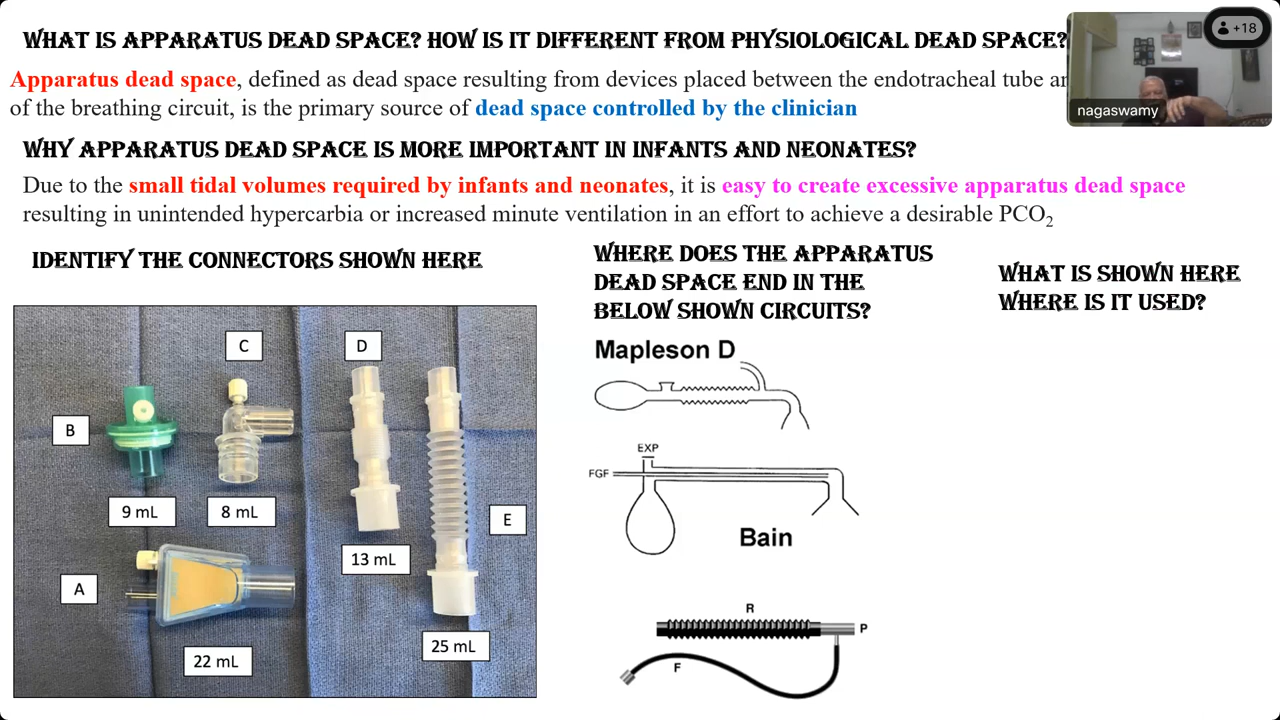 WHAT IS APPARATUS DEAD SPACE? HOW IS IT DIFFERENT FROM PHYSIOLOGICAL DEAD SPACE?
+18
nagaswamy
Apparatus dead space, defined as dead space resulting from devices placed between the endotracheal tube
of the breathing circuit, is the primary source of dead space controlled by the clinician
WHY APPARATUS DEAD SPACE IS MORE IMPORTANT IN INFANTS AND NEONATES?
Due to the small tidal volumes required by infants and neonates, it is easy to create excessive apparatus dead space
resulting in unintended hypercarbia or increased minute ventilation in an effort to achieve a desirable PCO₂
IDENTIFY THE CONNECTORS SHOWN HERE
C
D
B
9 mL
8 mL
E
13 mL
A
25 mL
22 mL
WHERE DOES THE APPARATUS
DEAD SPACE END IN THE
BELOW SHOWN CIRCUITS?
Mapleson D
EXP
FGF
Bain
R
P
F
WHAT IS SHOWN HERE
WHERE IS IT USED?